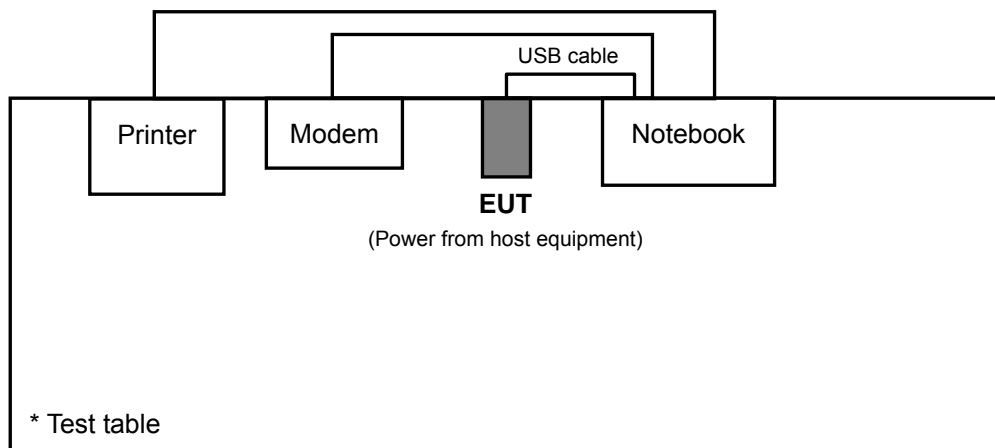 USB cable
Printer
Modem
Notebook
EUT
(Power from host equipment)
* Test table